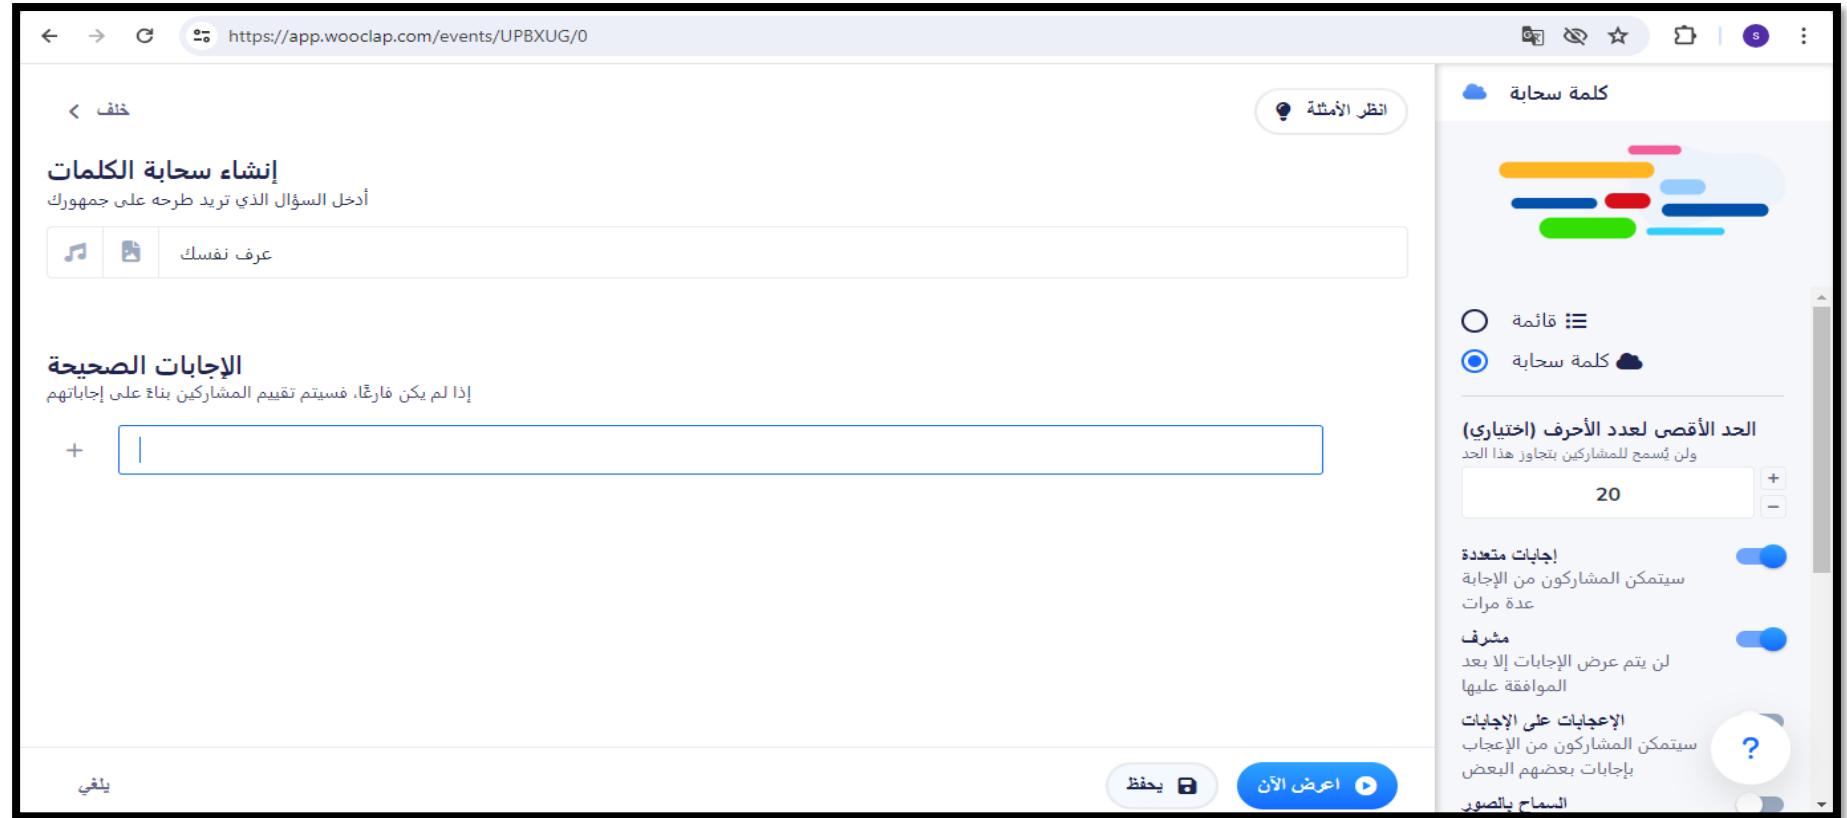 https://app.wooclap.com/events/UPBXUG/0
s
خلف
انظر الأمثلة
إنشاء سحابة الكلمات
أدخل السؤال الذي تريد طرحه على جمهورك
عرف نفسك
الإجابات الصحيحة
إذا لم يكن فارغًا، فسيتم تقييم المشاركين بناءً على إجاباتهم
+
يلغي
يحفظ
اعرض الآن
كلمة سحابة
قائمة
كلمة سحابة
الحد الأقصى لعدد الأحرف (اختياري)
ولن يُسمح للمشاركين بتجاوز هذا الحد
20
+
−
إجابات متعددة
سيتمكن المشاركون من الإجابة
عدة مرات
مشرف
لن يتم عرض الإجابات إلا بعد
الموافقة عليها
الإعجابات على الإجابات
سيتمكن المشاركون من الإعجاب
بإجابات بعضهم البعض
?
السماح بالصور